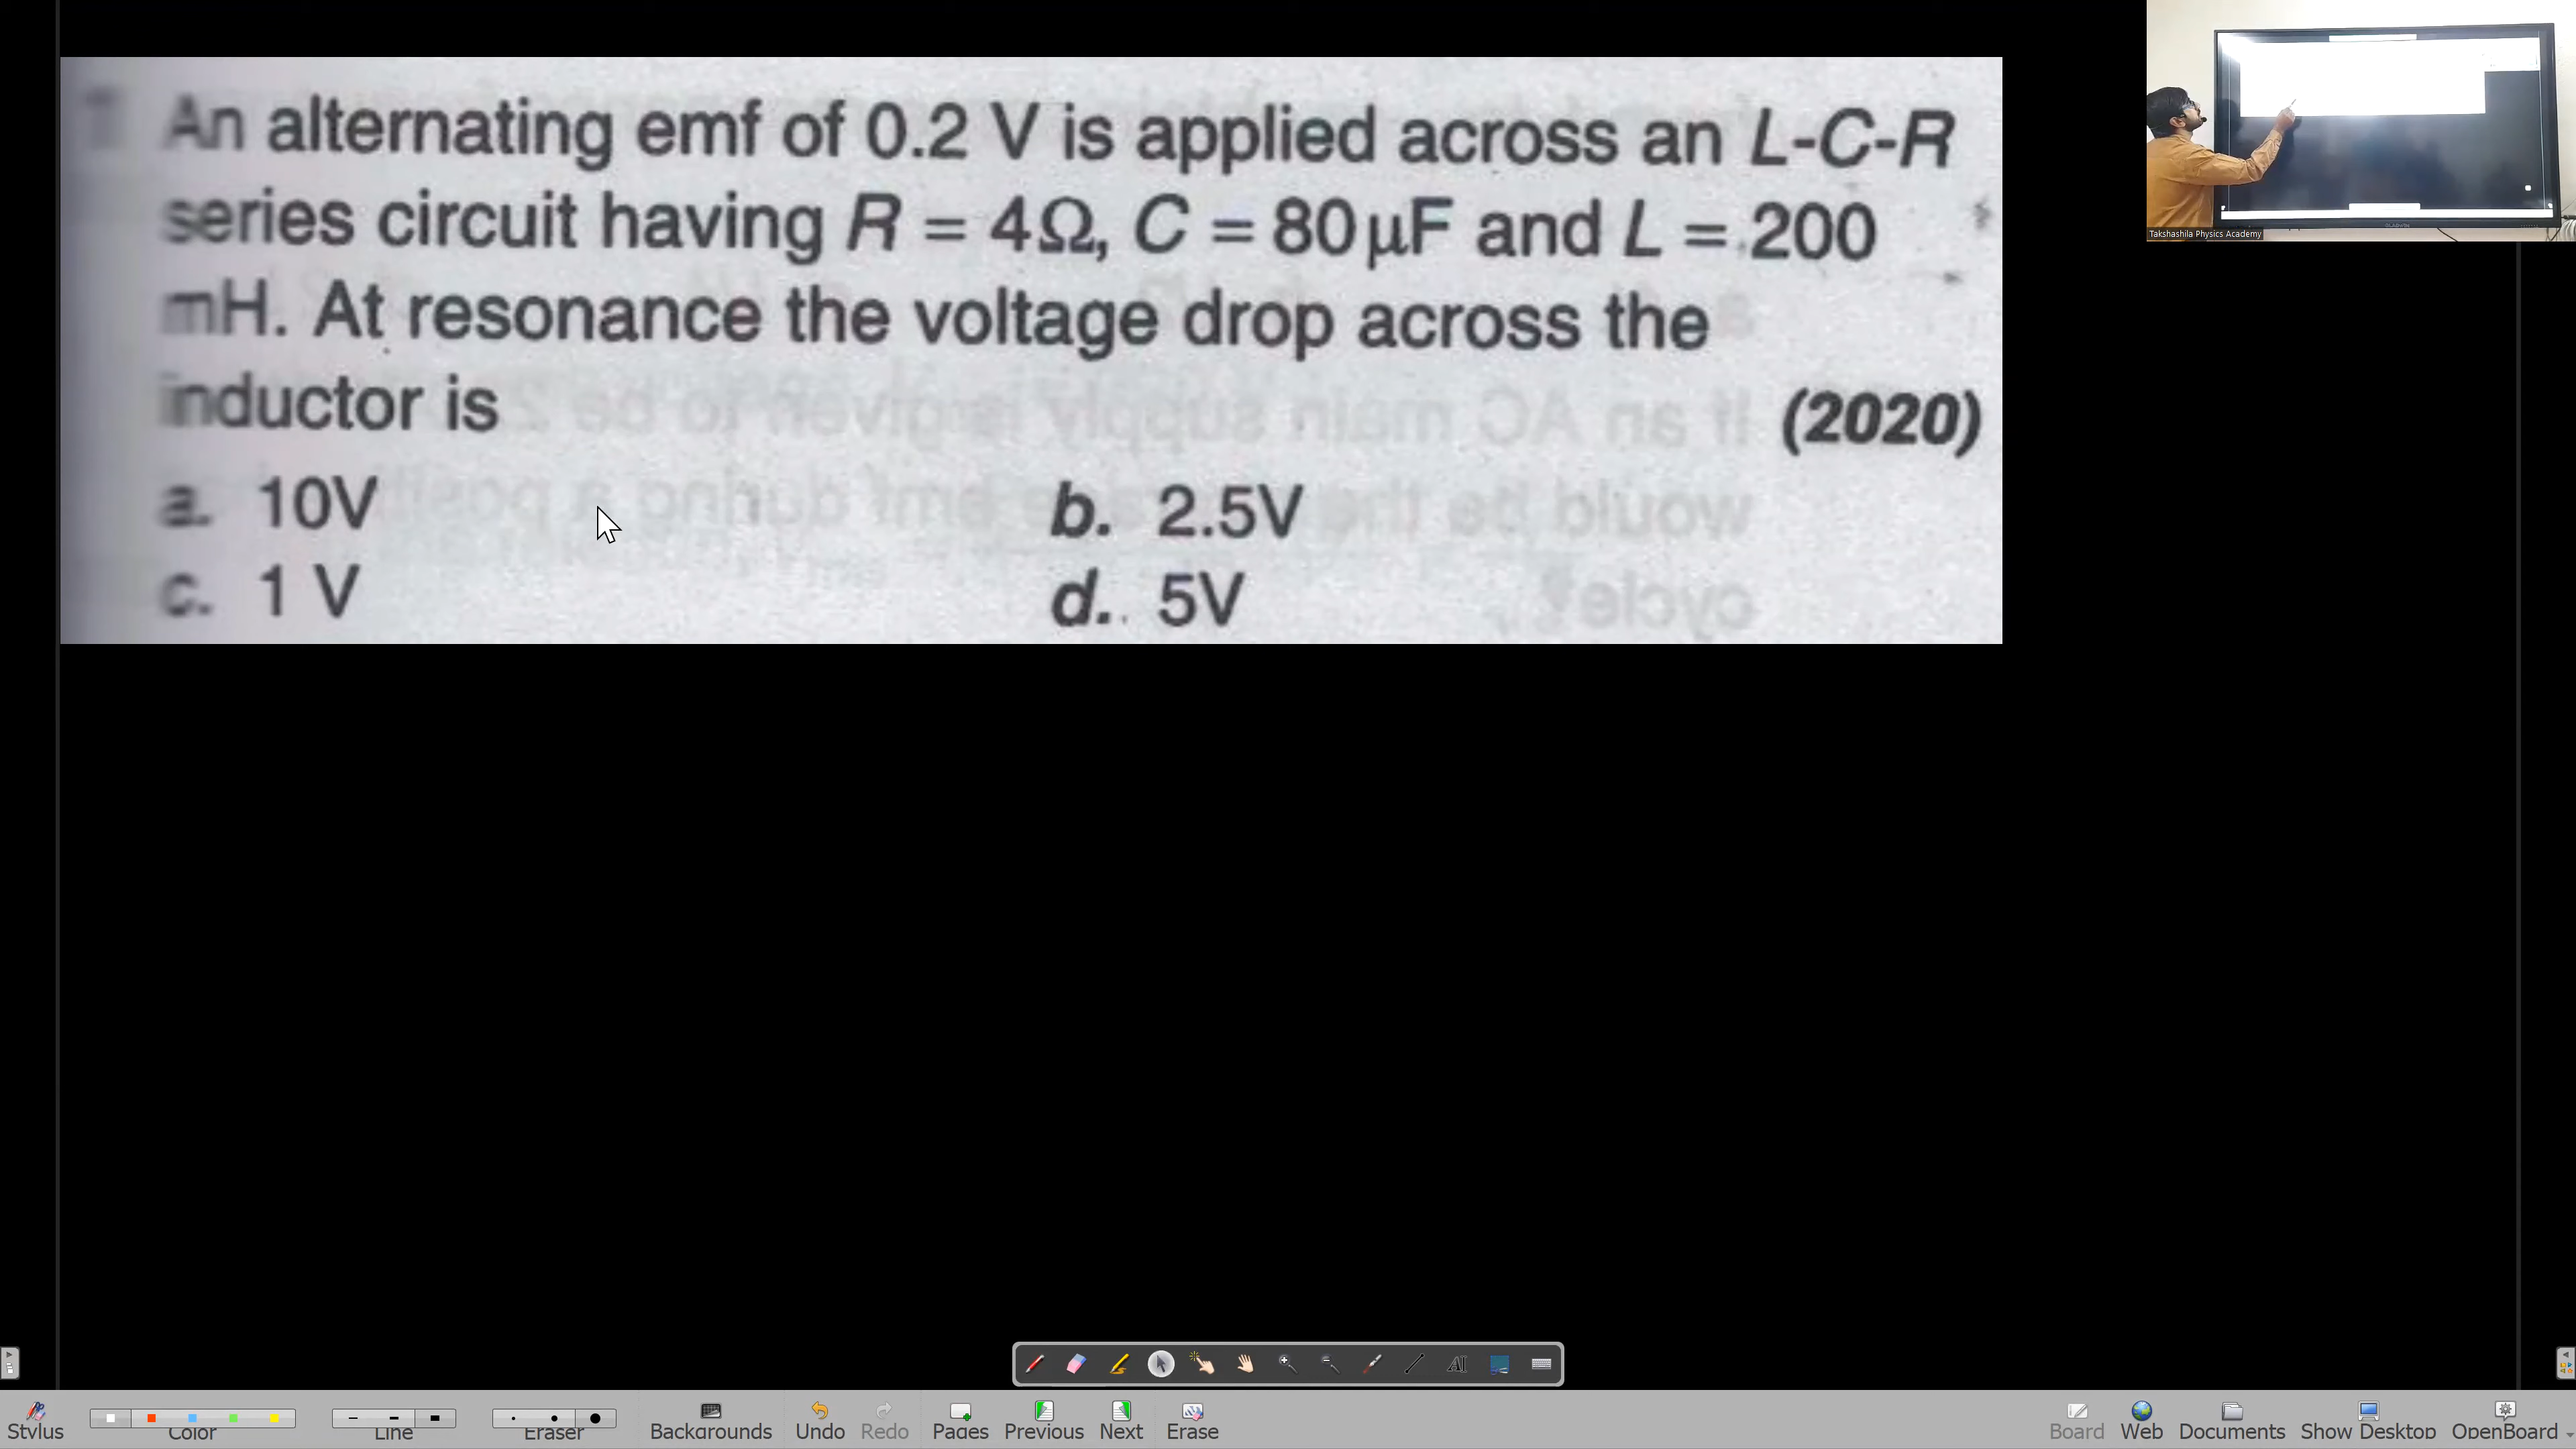 An alternating emf of 0.2 V is applied across an L-C-R
series circuit having R = 4Ω, C = 80 μF and L = 200
mH. At resonance the voltage drop across the
inductor is (2020)
a. 10V b. 2.5V
c. 1 V d. 5V
Takshashila Physics Academy
Stylus Color Line Eraser Backgrounds Undo Redo Pages Previous Next Erase Board Web Documents Show Desktop OpenBoard